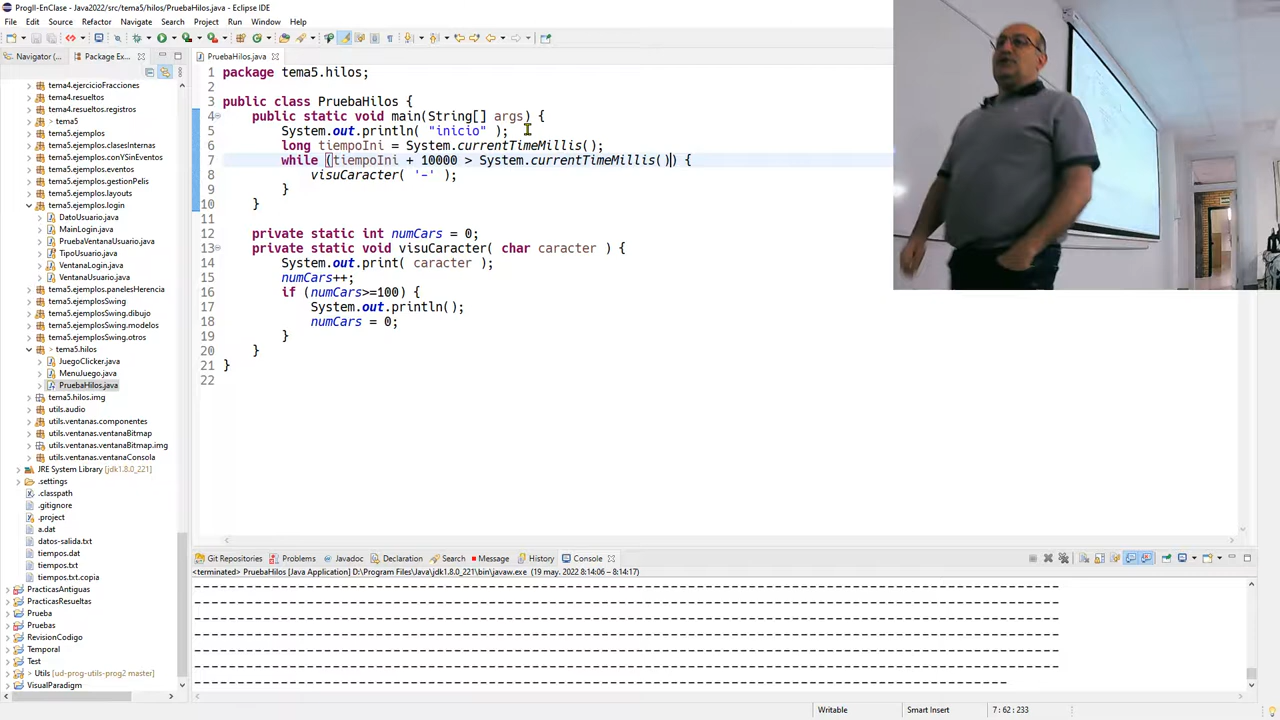 ProgII-EnClase - Java2022/src/tema5/hilos/PruebaHilos.java - Eclipse IDE
File Edit Source Refactor Navigate Search Project Run Window Help
Navigator (...
Package Ex...
tema4.ejercicioFracciones
tema4.resueltos
tema4.resueltos.registros
tema5
tema5.ejemplos
tema5.ejemplos.clasesInternas
tema5.ejemplos.conYSinEventos
tema5.ejemplos.eventos
tema5.ejemplos.gestionPelis
tema5.ejemplos.layouts
tema5.ejemplos.login
DatoUsuario.java
MainLogin.java
PruebaVentanaUsuario.java
TipoUsuario.java
VentanaLogin.java
VentanaUsuario.java
tema5.ejemplos.panelesHerencia
tema5.ejemplosSwing
tema5.ejemplosSwing.dibujo
tema5.ejemplosSwing.modelos
tema5.ejemplosSwing.otros
tema5.hilos
JuegoClicker.java
MenuJuego.java
PruebaHilos.java
tema5.hilos.img
utils.audio
utils.ventanas.componentes
utils.ventanas.ventanaBitmap
utils.ventanas.ventanaBitmap.img
utils.ventanas.ventanaConsola
JRE System Library [jdk1.8.0_221]
.settings
.classpath
.gitignore
.project
a.dat
datos-salida.txt
tiempos.dat
tiempos.txt
tiempos.txt.copia
PracticasAntiguas
PracticasResueltas
Prueba
Pruebas
RevisionCodigo
Temporal
Test
> Utils [ud-prog-utils-prog2 master]
VisualParadigm
PruebaHilos.java
1 package tema5.hilos;
2
3 public class PruebaHilos {
4 public static void main(String[] args) {
5 System.out.println( "inicio" );
6 long tiempoIni = System.currentTimeMillis();
7 while (tiempoIni + 10000 > System.currentTimeMillis()) {
8 visuCaracter( '-' );
9 }
10 }
11
12 private static int numCars = 0;
13 private static void visuCaracter( char caracter ) {
14 System.out.print( caracter );
15 numCars++;
16 if (numCars>=100) {
17 System.out.println();
18 numCars = 0;
19 }
20 }
21 }
22
Git Repositories Problems Javadoc Declaration Search Message History Console
<terminated> PruebaHilos [Java Application] D:\Program Files\Java\jdk1.8.0_221\bin\javaw.exe (19 may. 2022 8:14:06 – 8:14:17)
----------------------------------------------------------------------------------------------------
----------------------------------------------------------------------------------------------------
----------------------------------------------------------------------------------------------------
----------------------------------------------------------------------------------------------------
----------------------------------------------------------------------------------------------------
----------------------------------------------------------------------------------------------------
----------------------------------------------------------------------------------------------
Writable Smart Insert 7 : 62 : 233